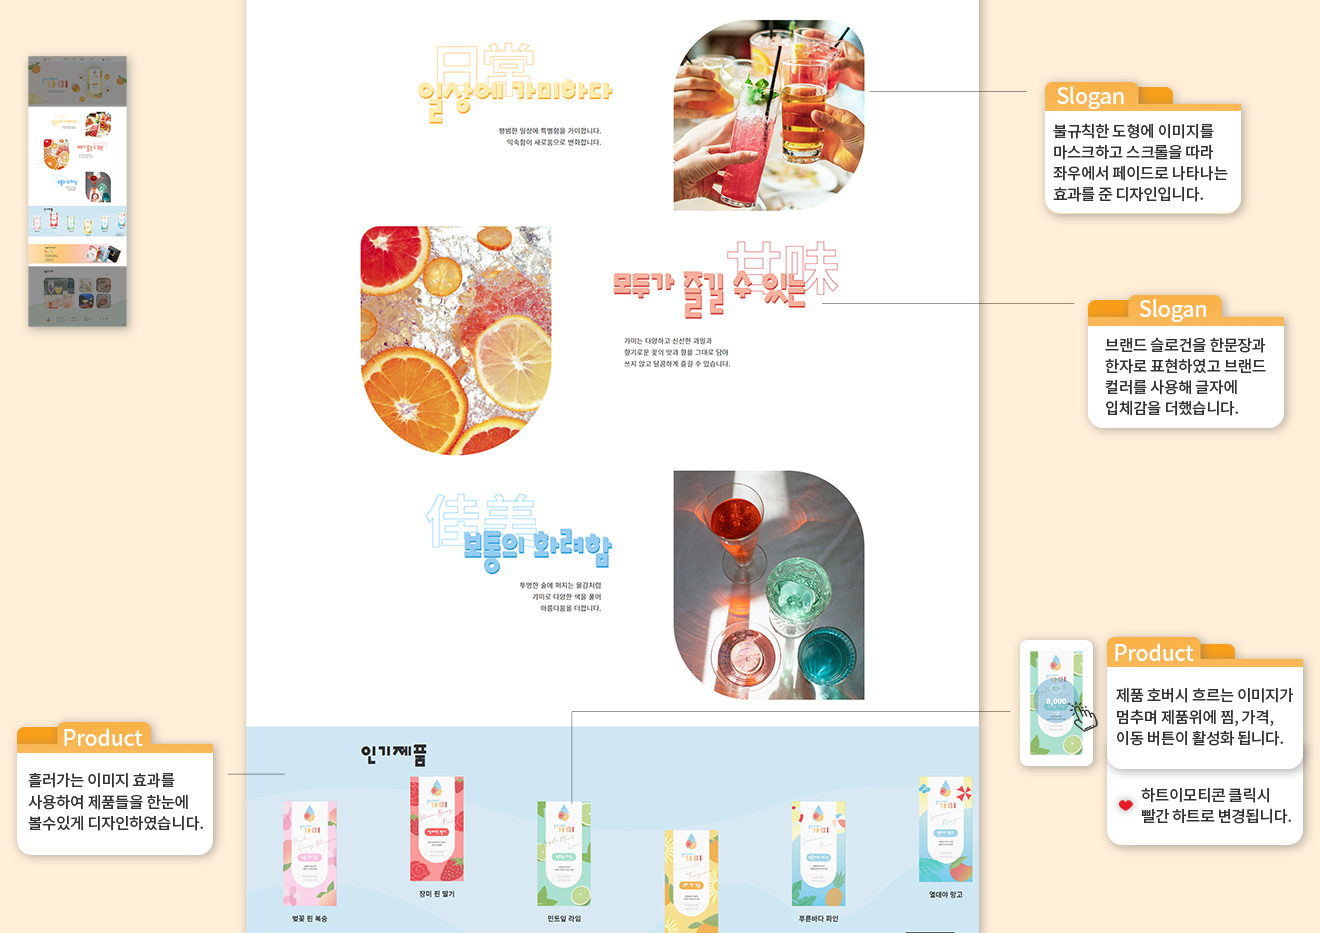 日常
일상에 가미하다
평범한 일상에 특별함을 가미합니다.
익숙함이 새로움으로 변화합니다.
Slogan
불규칙한 도형에 이미지를
마스크하고 스크롤을 따라
좌우에서 페이드로 나타나는
효과를 준 디자인입니다.
甘味
모두가 즐길 수 있는
가미는 다양하고 신선한 과일과
향기로운 꽃의 맛과 향을 그대로 담아
쓰지 않고 달콤하게 즐길 수 있습니다.
Slogan
브랜드 슬로건을 한문장과
한자로 표현하였고 브랜드
컬러를 사용해 글자에
입체감을 더했습니다.
佳美
보통의 화려함
투명한 술에 퍼지는 물감처럼
가미로 다양한 색을 풀어
아름다움을 더합니다.
Product
제품 호버시 흐르는 이미지가
멈추며 제품위에 찜, 가격,
이동 버튼이 활성화 됩니다.
하트이모티콘 클릭시
빨간 하트로 변경됩니다.
8,000
Product
흘러가는 이미지 효과를
사용하여 제품들을 한눈에
볼수있게 디자인하였습니다.
인기제품
가미
가미
가미
가미
가미
가미
벚꽃 핀 복숭
장미 핀 딸기
민트잎 라임
푸른바다 파인
열대야 망고